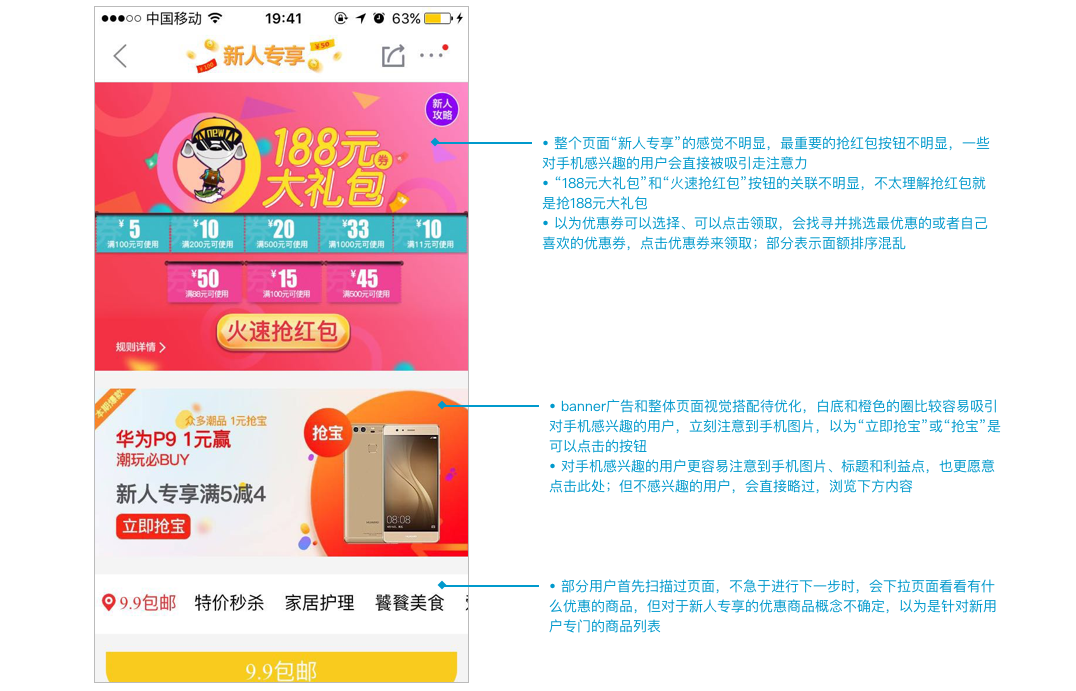 中国移动 19:41 63%
新人专享
新人
攻略
new
188元
券
大礼包
¥5 ¥10 ¥20 ¥33 ¥10
满100元可使用 满200元可使用 满500元可使用 满1000元可使用 满11元可使用
¥50 ¥15 ¥45
满88元可使用 满100元可使用 满500元可使用
火速抢红包
规则详情
本期爆款
众多潮品 1元抢宝
华为P9 1元赢
潮玩必BUY
新人专享满5减4
立即抢宝
抢宝
08:08
9.9包邮 特价秒杀 家居护理 饕餮美食
9.9包邮
• 整个页面“新人专享”的感觉不明显，最重要的抢红包按钮不明显，一些
对手机感兴趣的用户会直接被吸引走注意力
• “188元大礼包”和“火速抢红包”按钮的关联不明显，不太理解抢红包就
是抢188元大礼包
• 以为优惠券可以选择、可以点击领取，会找寻并挑选最优惠的或者自己
喜欢的优惠券，点击优惠券来领取；部分表示面额排序混乱
• banner广告和整体页面视觉搭配待优化，白底和橙色的圈比较容易吸引
对手机感兴趣的用户，立刻注意到手机图片，以为“立即抢宝”或“抢宝”是
可以点击的按钮
• 对手机感兴趣的用户更容易注意到手机图片、标题和利益点，也更愿意
点击此处；但不感兴趣的用户，会直接略过，浏览下方内容
• 部分用户首先扫描过页面，不急于进行下一步时，会下拉页面看看有什
么优惠的商品，但对于新人专享的优惠商品概念不确定，以为是针对新用
户专门的商品列表